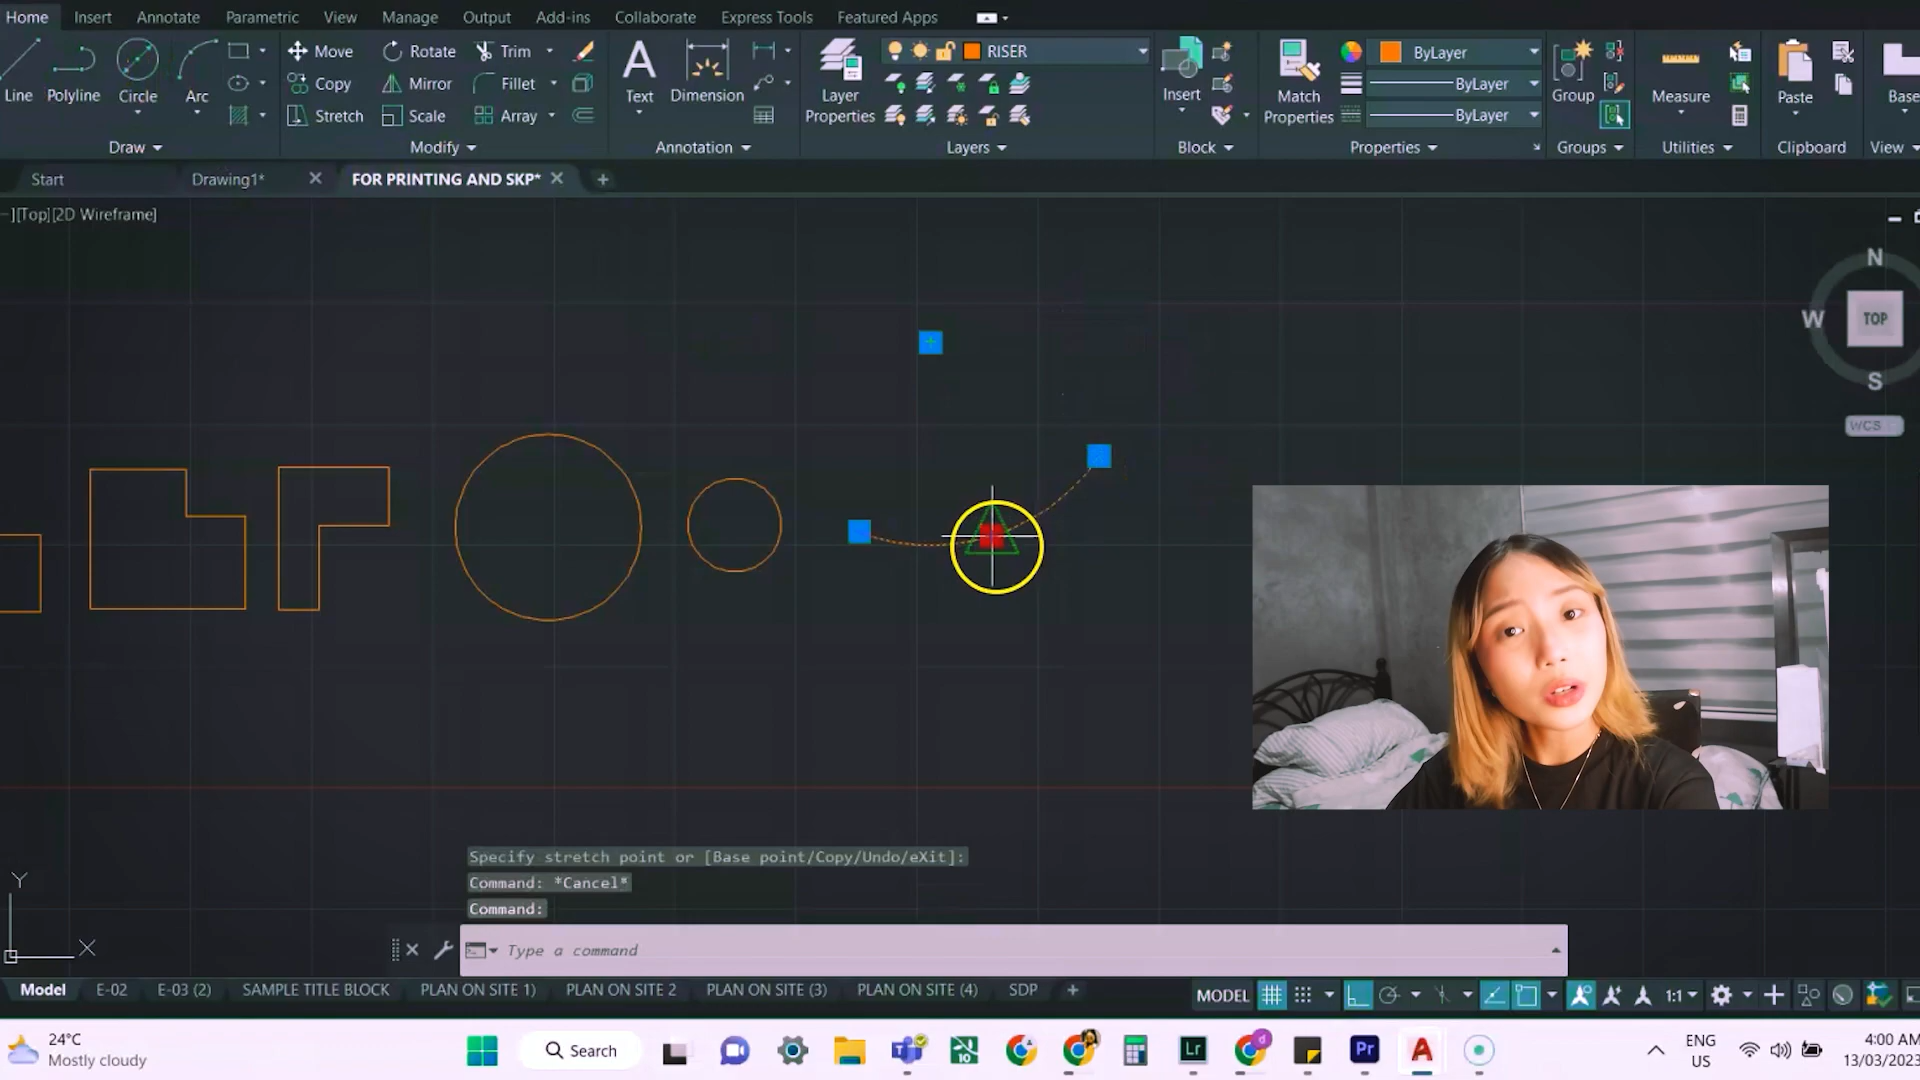 Home Insert Annotate Parametric View Manage Output Add-ins Collaborate Express Tools Featured Apps
Move Rotate Trim RISER ByLayer
Line Polyline Circle Arc Copy Mirror Fillet Text Dimension Layer Properties Insert Match Properties ByLayer Group Measure Paste Base
Stretch Scale Array ByLayer
Draw Modify Annotation Layers Block Properties Groups Utilities Clipboard View
Start Drawing1* FOR PRINTING AND SKP*
–][Top][2D Wireframe]
N
W TOP
S
WCS
Specify stretch point or [Base point/Copy/Undo/eXit]:
Command: *Cancel*
Command:
Y
X
Type a command
Model E-02 E-03 (2) SAMPLE TITLE BLOCK PLAN ON SITE 1) PLAN ON SITE 2 PLAN ON SITE (3) PLAN ON SITE (4) SDP MODEL 1:1
24°C
Mostly cloudy
Search
10
Lr
d
Pr
A
ENG
US
4:00 AM
13/03/2023